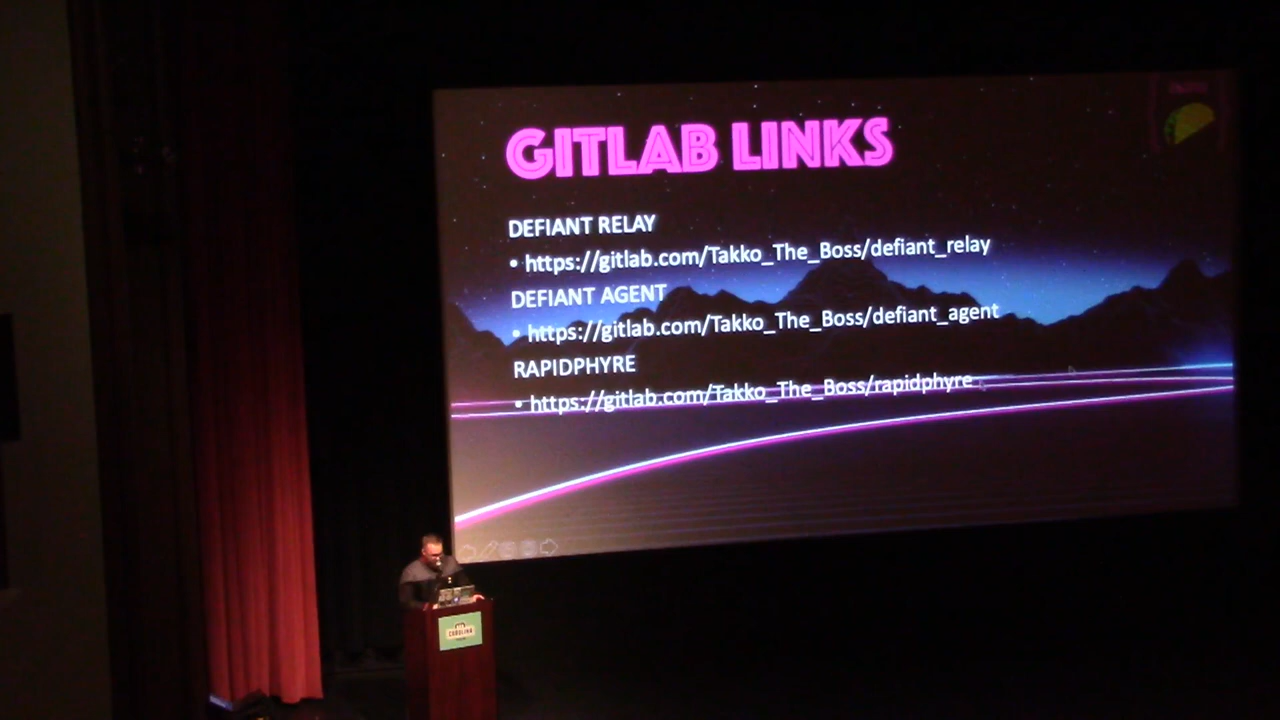 GITLAB LINKS
DEFIANT RELAY
• https://gitlab.com/Takko_The_Boss/defiant_relay
DEFIANT AGENT
• https://gitlab.com/Takko_The_Boss/defiant_agent
RAPIDPHYRE
• https://gitlab.com/Takko_The_Boss/rapidphyre
CAROLINA